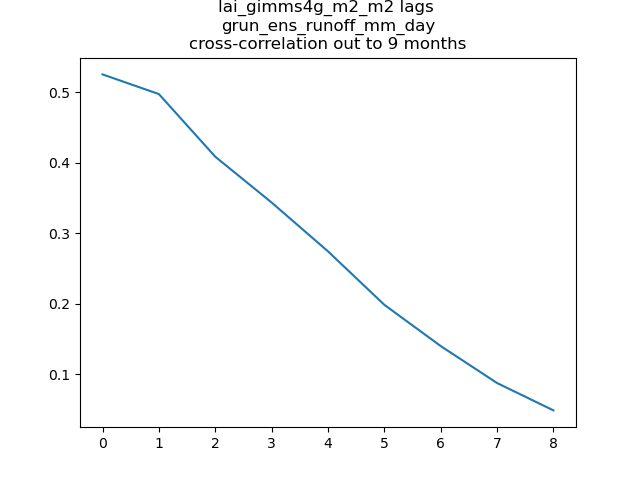 lai_gimms4g_m2_m2 lags
grun_ens_runoff_mm_day
cross-correlation out to 9 months
0.5
0.4
0.3
0.2
0.1
0 1 2 3 4 5 6 7 8